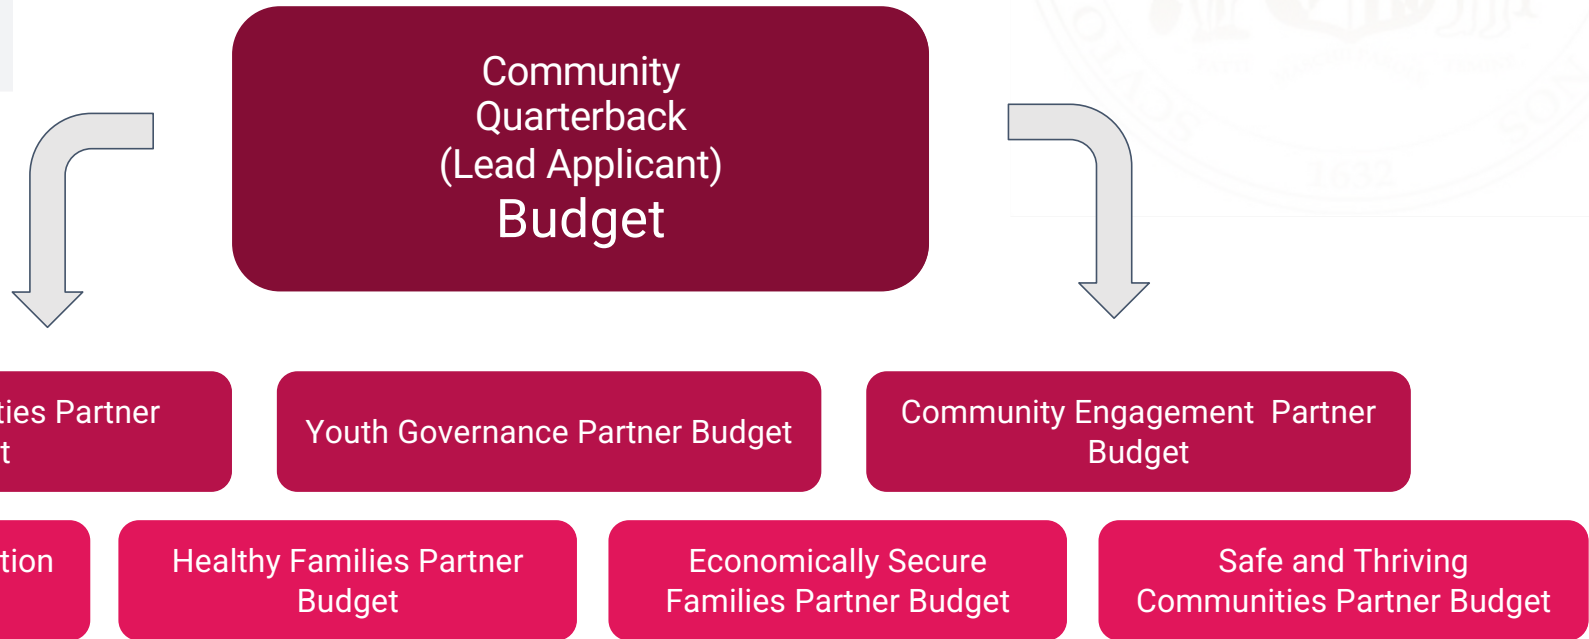 Community
Quarterback
(Lead Applicant)
Budget
1632
ties Partner
t
Youth Governance Partner Budget
Community Engagement Partner
Budget
tion
Healthy Families Partner
Budget
Economically Secure
Families Partner Budget
Safe and Thriving
Communities Partner Budget